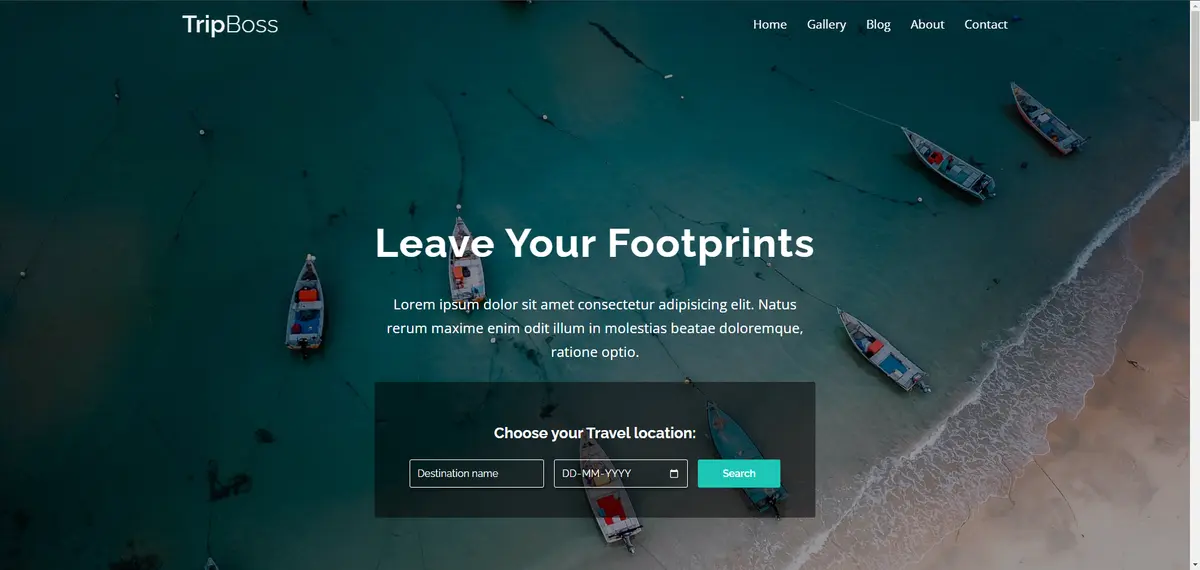 TripBoss
Home Gallery Blog About Contact
Leave Your Footprints
Lorem ipsum dolor sit amet consectetur adipisicing elit. Natus
rerum maxime enim odit illum in molestias beatae doloremque,
ratione optio.
Choose your Travel location:
Destination name DD-MM-YYYY Search